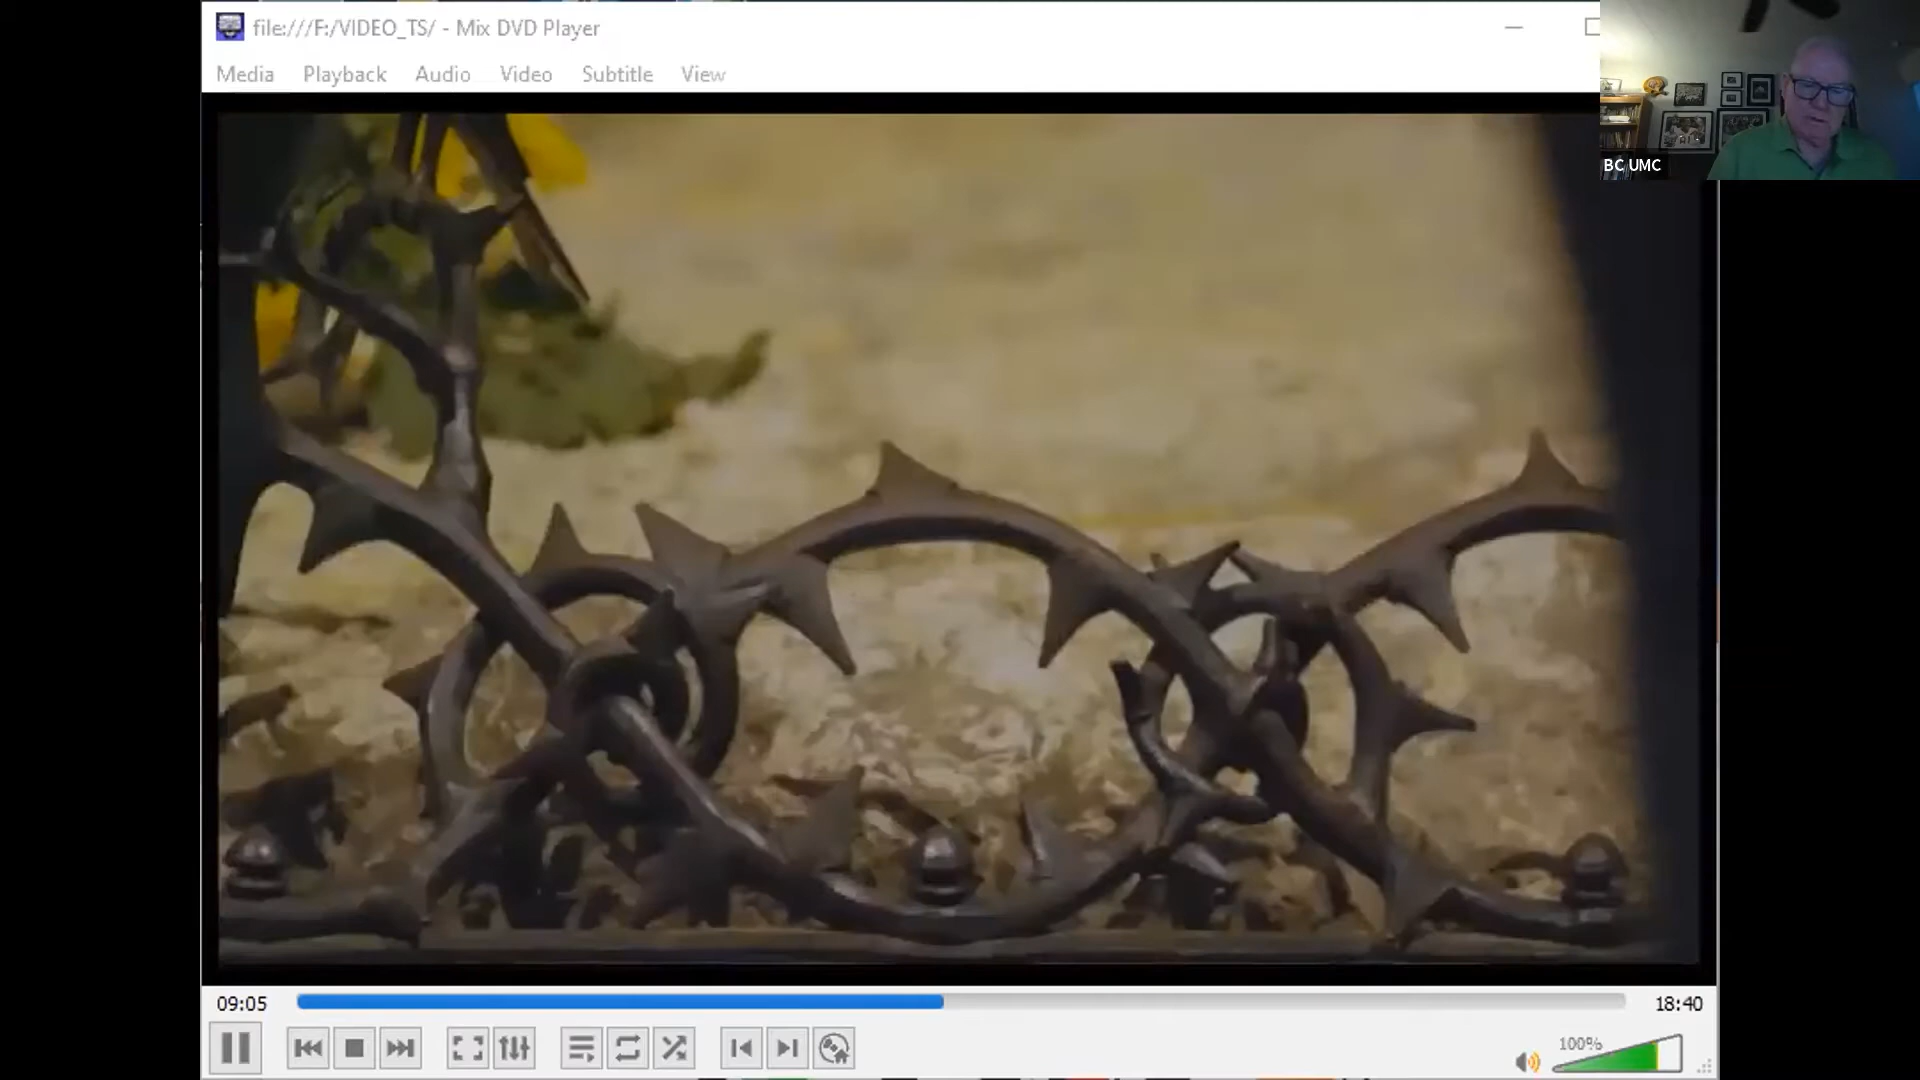 file:///F:/VIDEO_TS/ - Mix DVD Player
Media Playback Audio Video Subtitle View
BC UMC
09:05
18:40
100%